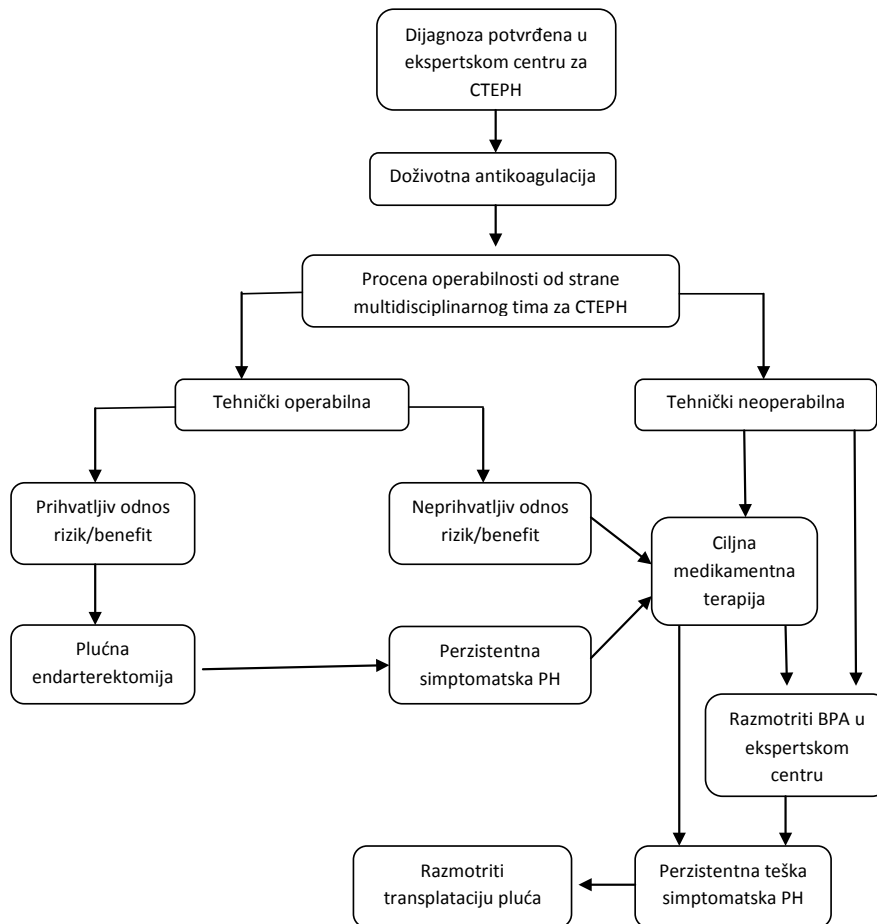 Dijagnoza potvrđena u
ekspertskom centru za
CTEPH
Doživotna antikoagulacija
Procena operabilnosti od strane
multidisciplinarnog tima za CTEPH
Tehnički operabilna
Tehnički neoperabilna
Prihvatljiv odnos
rizik/benefit
Neprihvatljiv odnos
rizik/benefit
Ciljna
medikamentna
terapija
Plućna
endarterektomija
Perzistentna
simptomatska PH
Razmotriti BPA u
ekspertskom
centru
Razmotriti
transplataciju pluća
Perzistentna teška
simptomatska PH